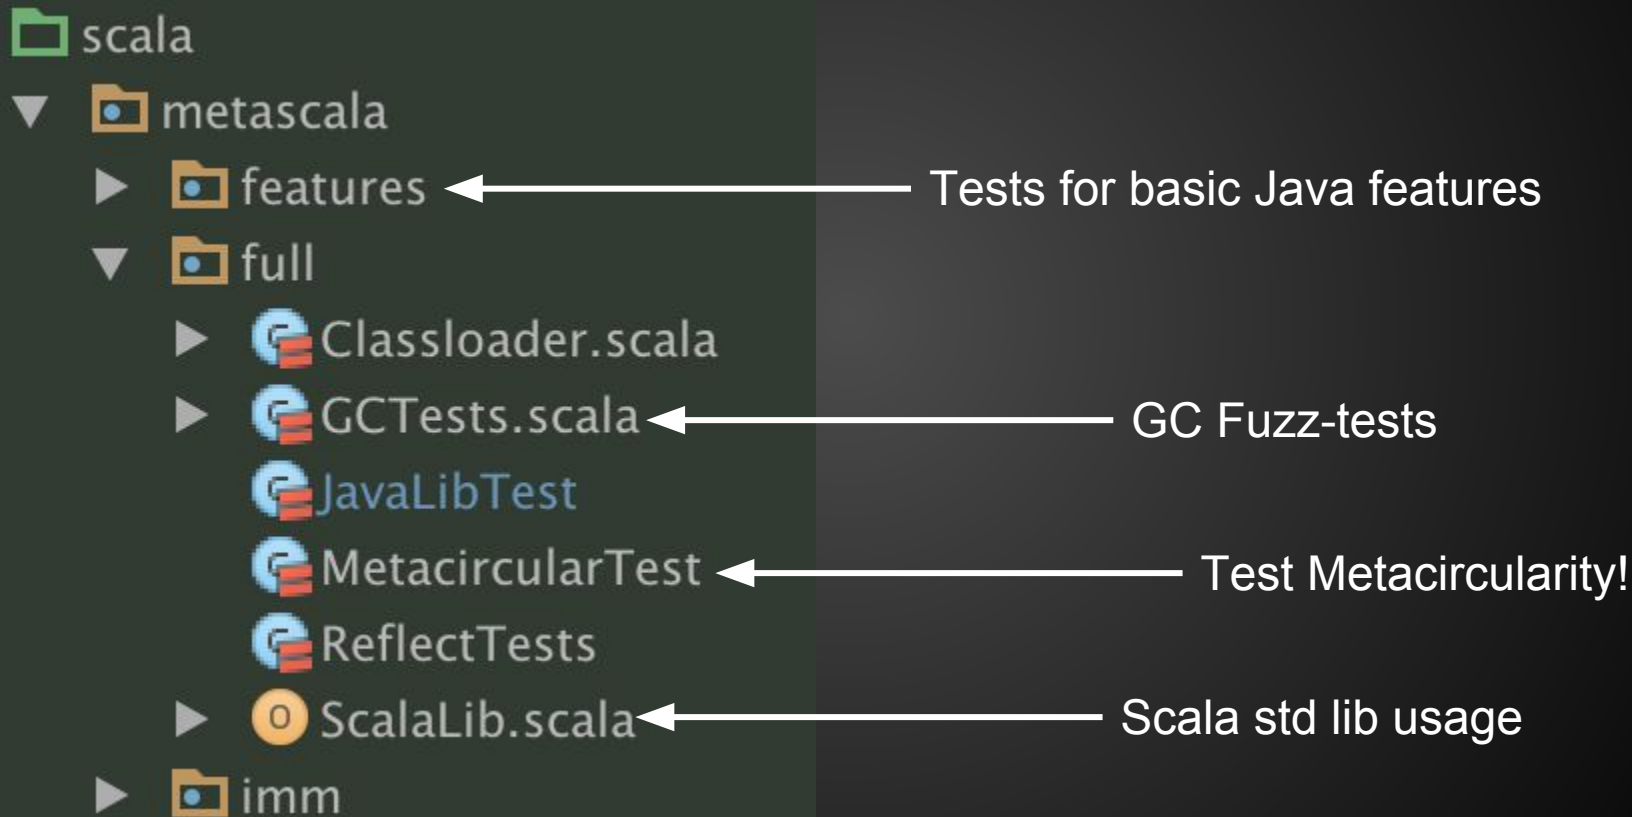 scala
metascala
features
Tests for basic Java features
full
Classloader.scala
GCTests.scala
GC Fuzz-tests
JavaLibTest
MetacircularTest
Test Metacircularity!
ReflectTests
ScalaLib.scala
Scala std lib usage
imm